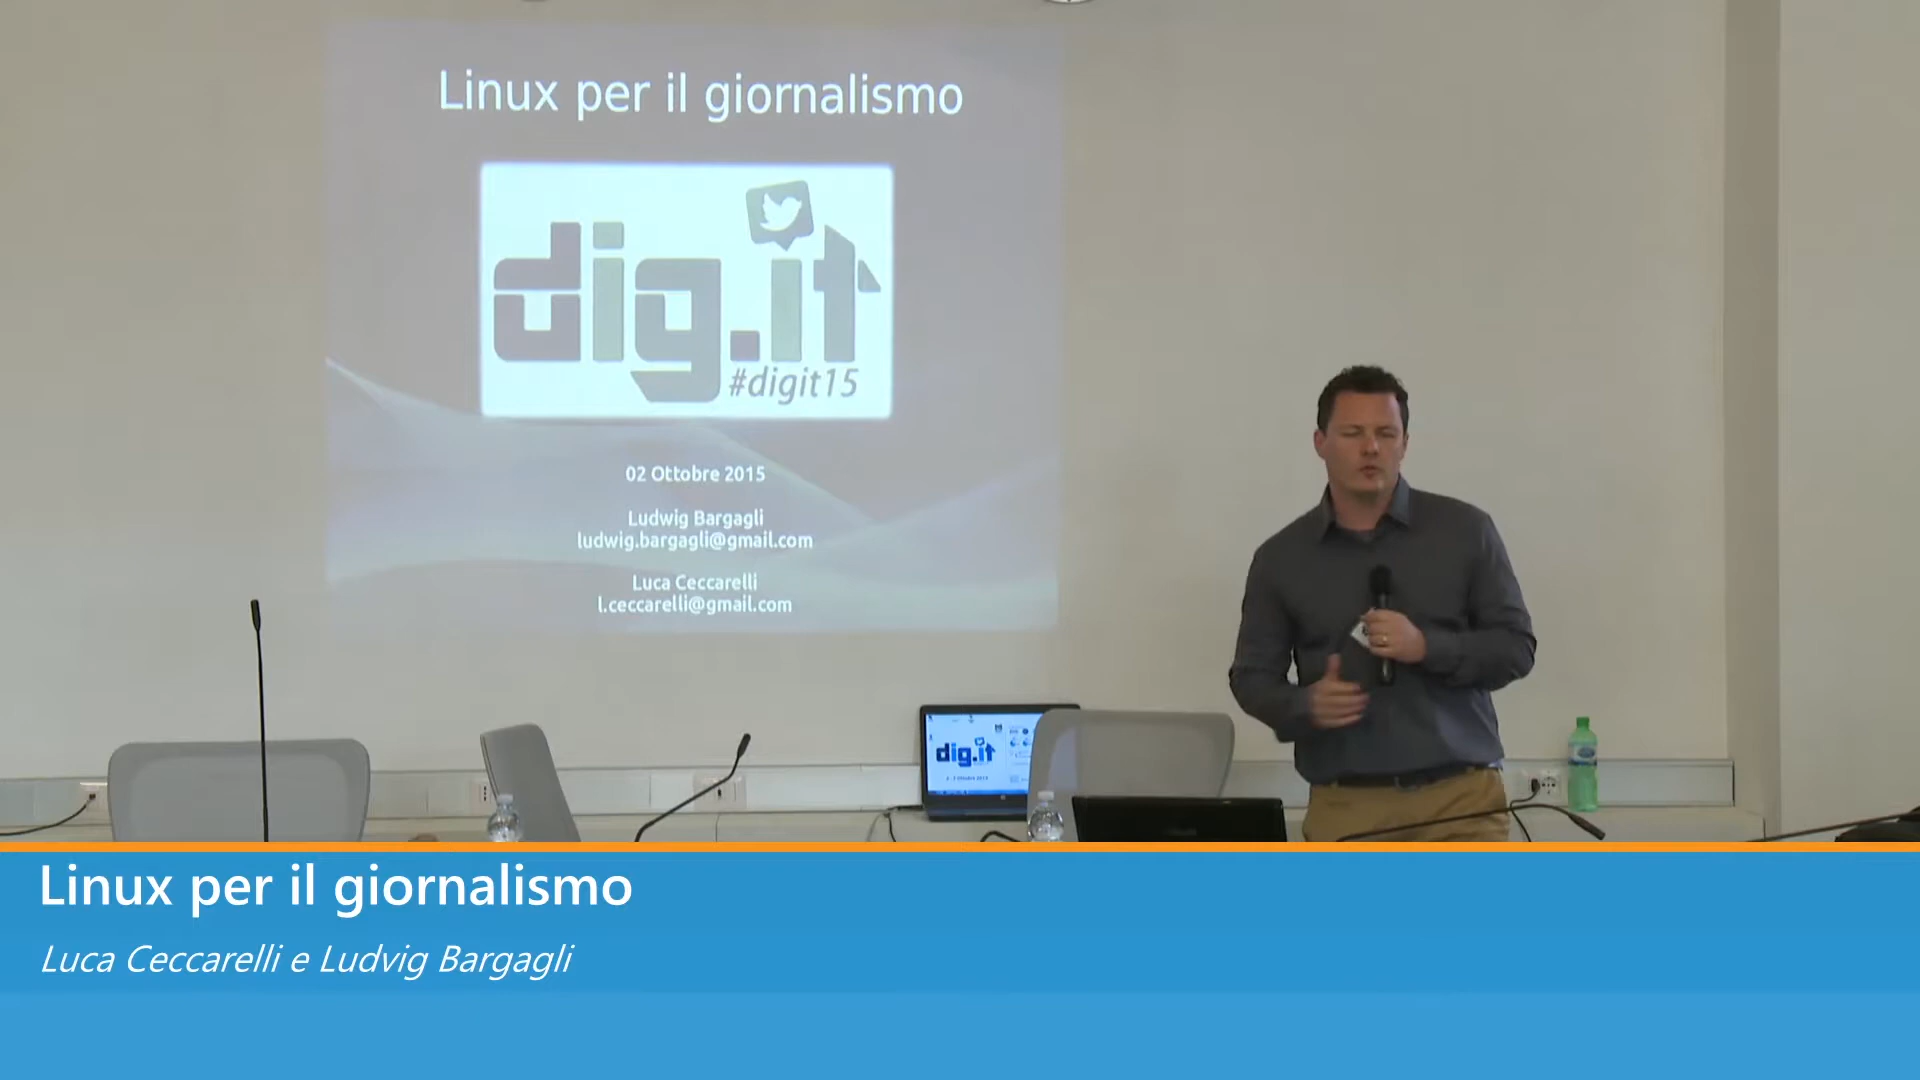 Linux per il giornalismo
dig.it
#digit15
02 Ottobre 2015
Ludwig Bargagli
ludwig.bargagli@gmail.com
Luca Ceccarelli
l.ceccarelli@gmail.com
dig.it
Linux per il giornalismo
Luca Ceccarelli e Ludvig Bargagli